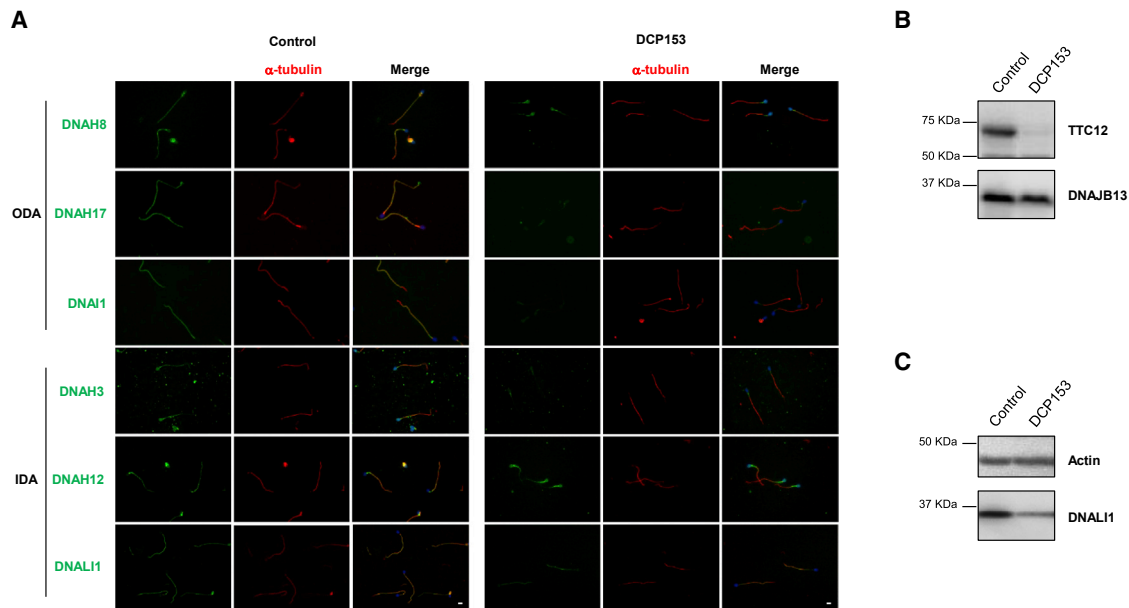 A
Control
DCP153
α-tubulin
Merge
α-tubulin
Merge
ODA
DNAH8
DNAH17
DNAI1
IDA
DNAH3
DNAH12
DNALI1
B
Control
DCP153
75 KDa
TTC12
50 KDa
37 KDa
DNAJB13
C
Control
DCP153
50 KDa
Actin
37 KDa
DNALI1